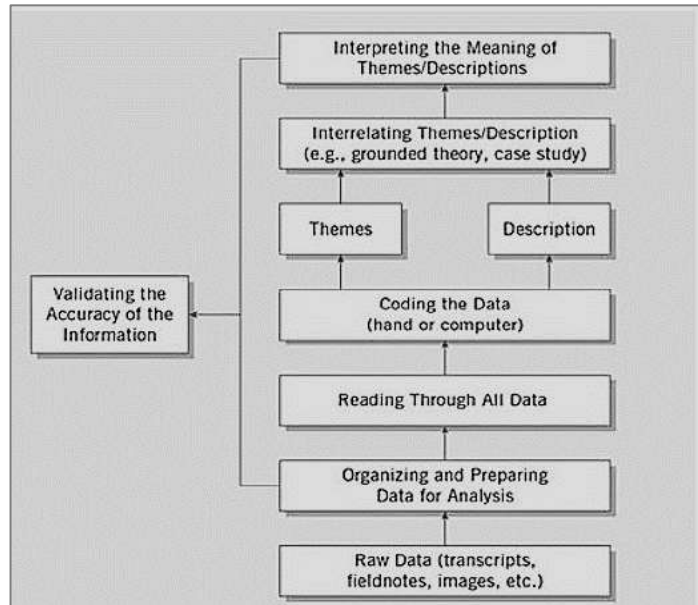 Interpreting the Meaning of
Themes/Descriptions
Interrelating Themes/Description
(e.g., grounded theory, case study)
Themes
Description
Validating the
Accuracy of the
Information
Coding the Data
(hand or computer)
Reading Through All Data
Organizing and Preparing
Data for Analysis
Raw Data (transcripts,
fieldnotes, images, etc.)